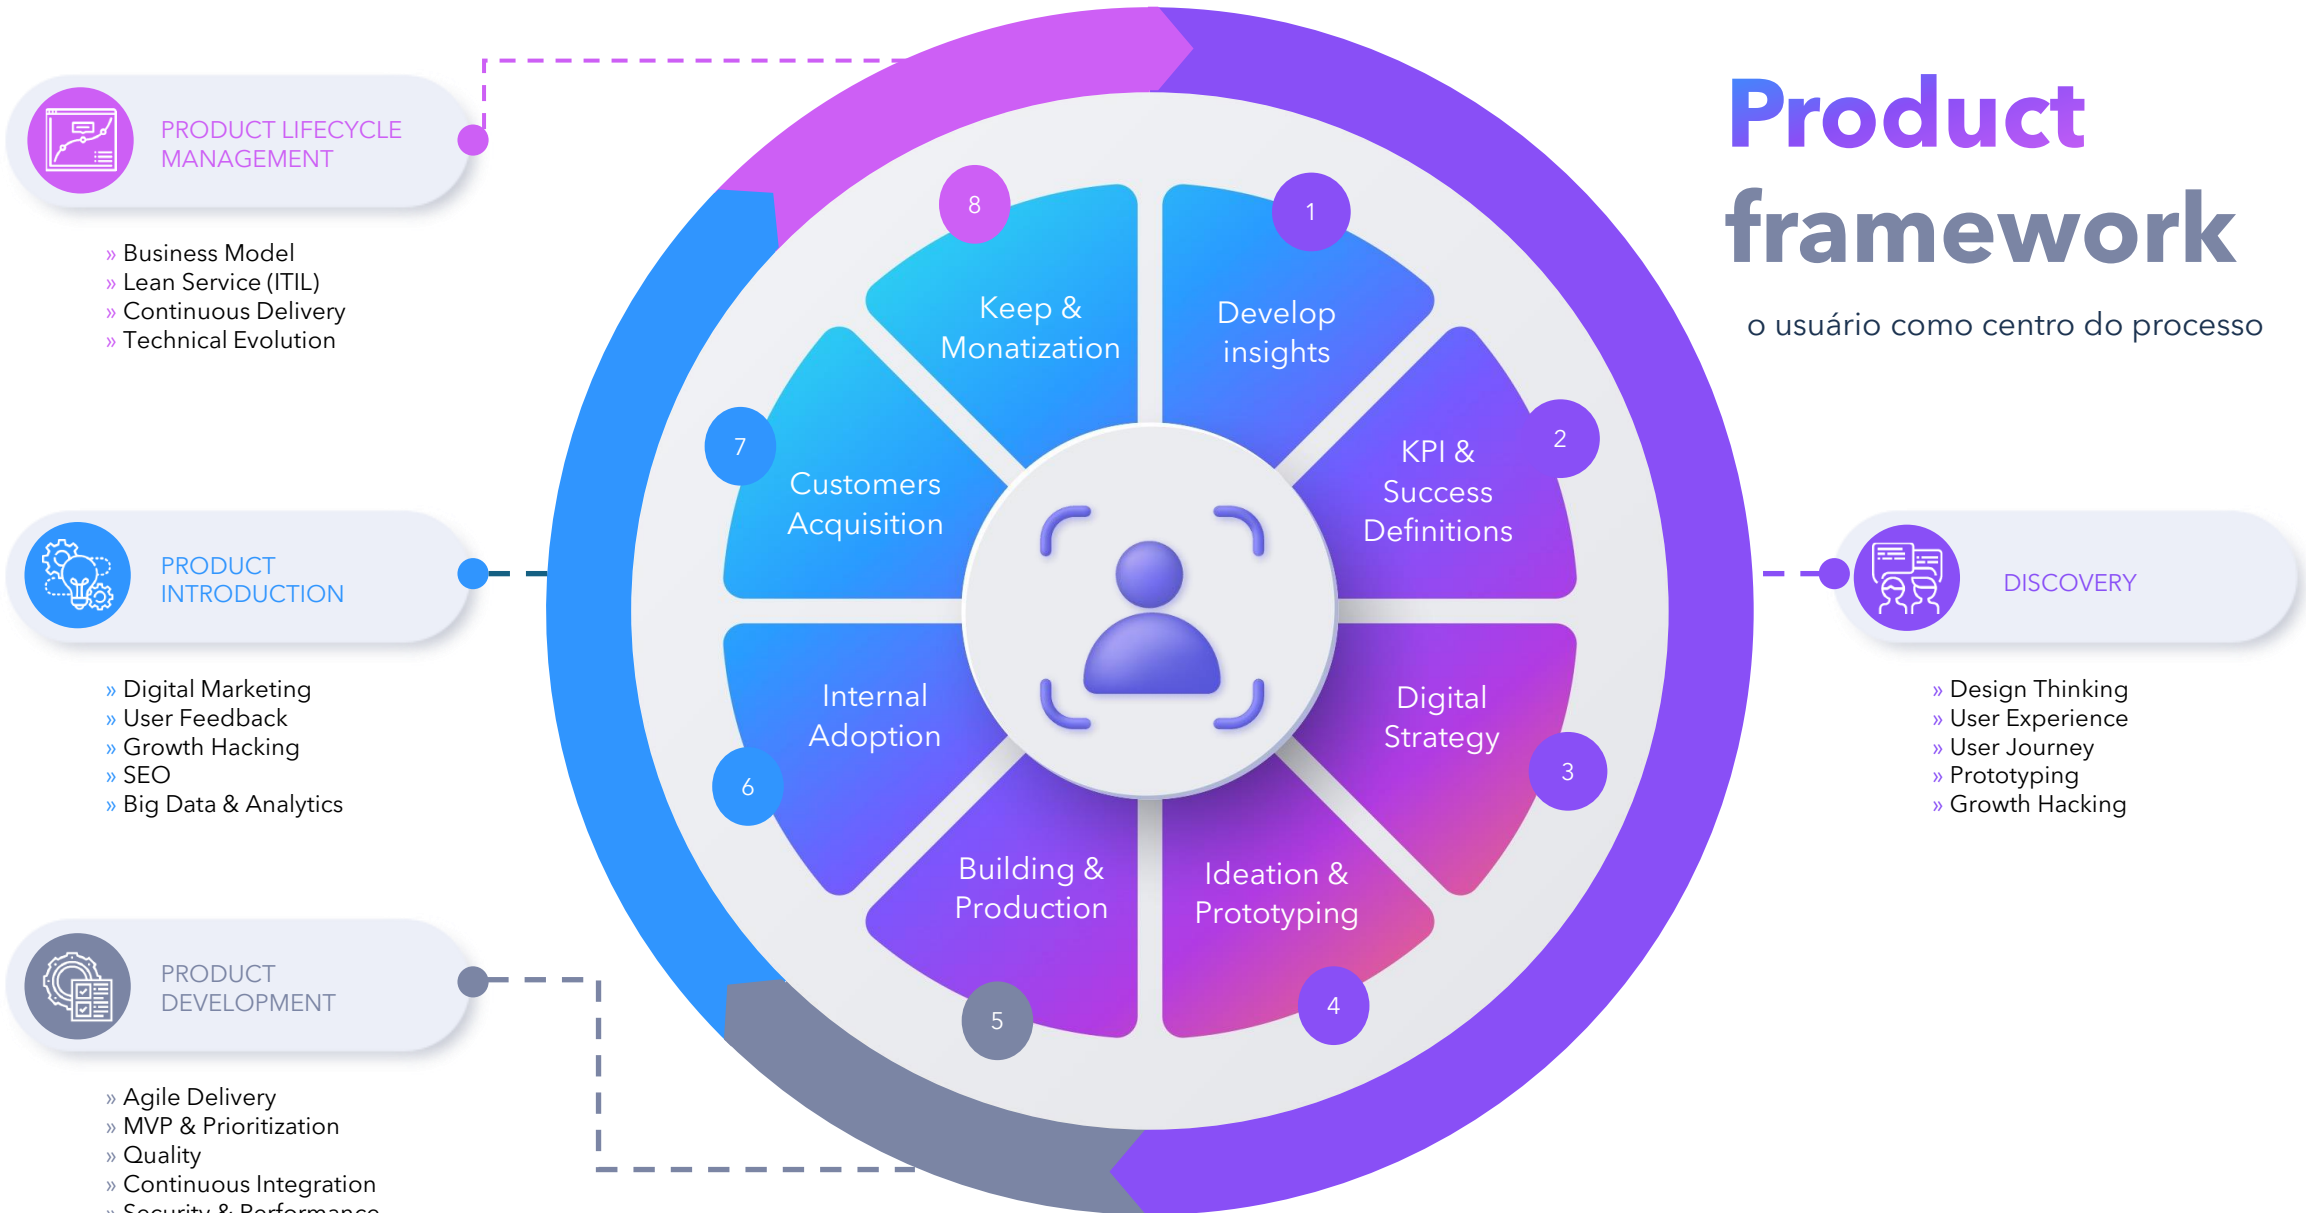 Product
framework
o usuário como centro do processo
PRODUCT LIFECYCLE
MANAGEMENT
» Business Model
» Lean Service (ITIL)
» Continuous Delivery
» Technical Evolution
PRODUCT
INTRODUCTION
» Digital Marketing
» User Feedback
» Growth Hacking
» SEO
» Big Data & Analytics
PRODUCT
DEVELOPMENT
» Agile Delivery
» MVP & Prioritization
» Quality
» Continuous Integration
» Security & Performance
1
Develop
insights
2
KPI &
Success
Definitions
3
Digital
Strategy
4
Ideation &
Prototyping
5
Building &
Production
6
Internal
Adoption
7
Customers
Acquisition
8
Keep &
Monatization
DISCOVERY
» Design Thinking
» User Experience
» User Journey
» Prototyping
» Growth Hacking